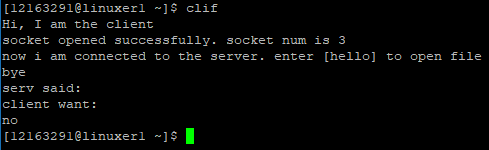 [12163291@linuxer1 ~]$ clif
Hi, I am the client
socket opened successfully. socket num is 3
now i am connected to the server. enter [hello] to open file
bye
serv said:
client want:
no
[12163291@linuxer1 ~]$